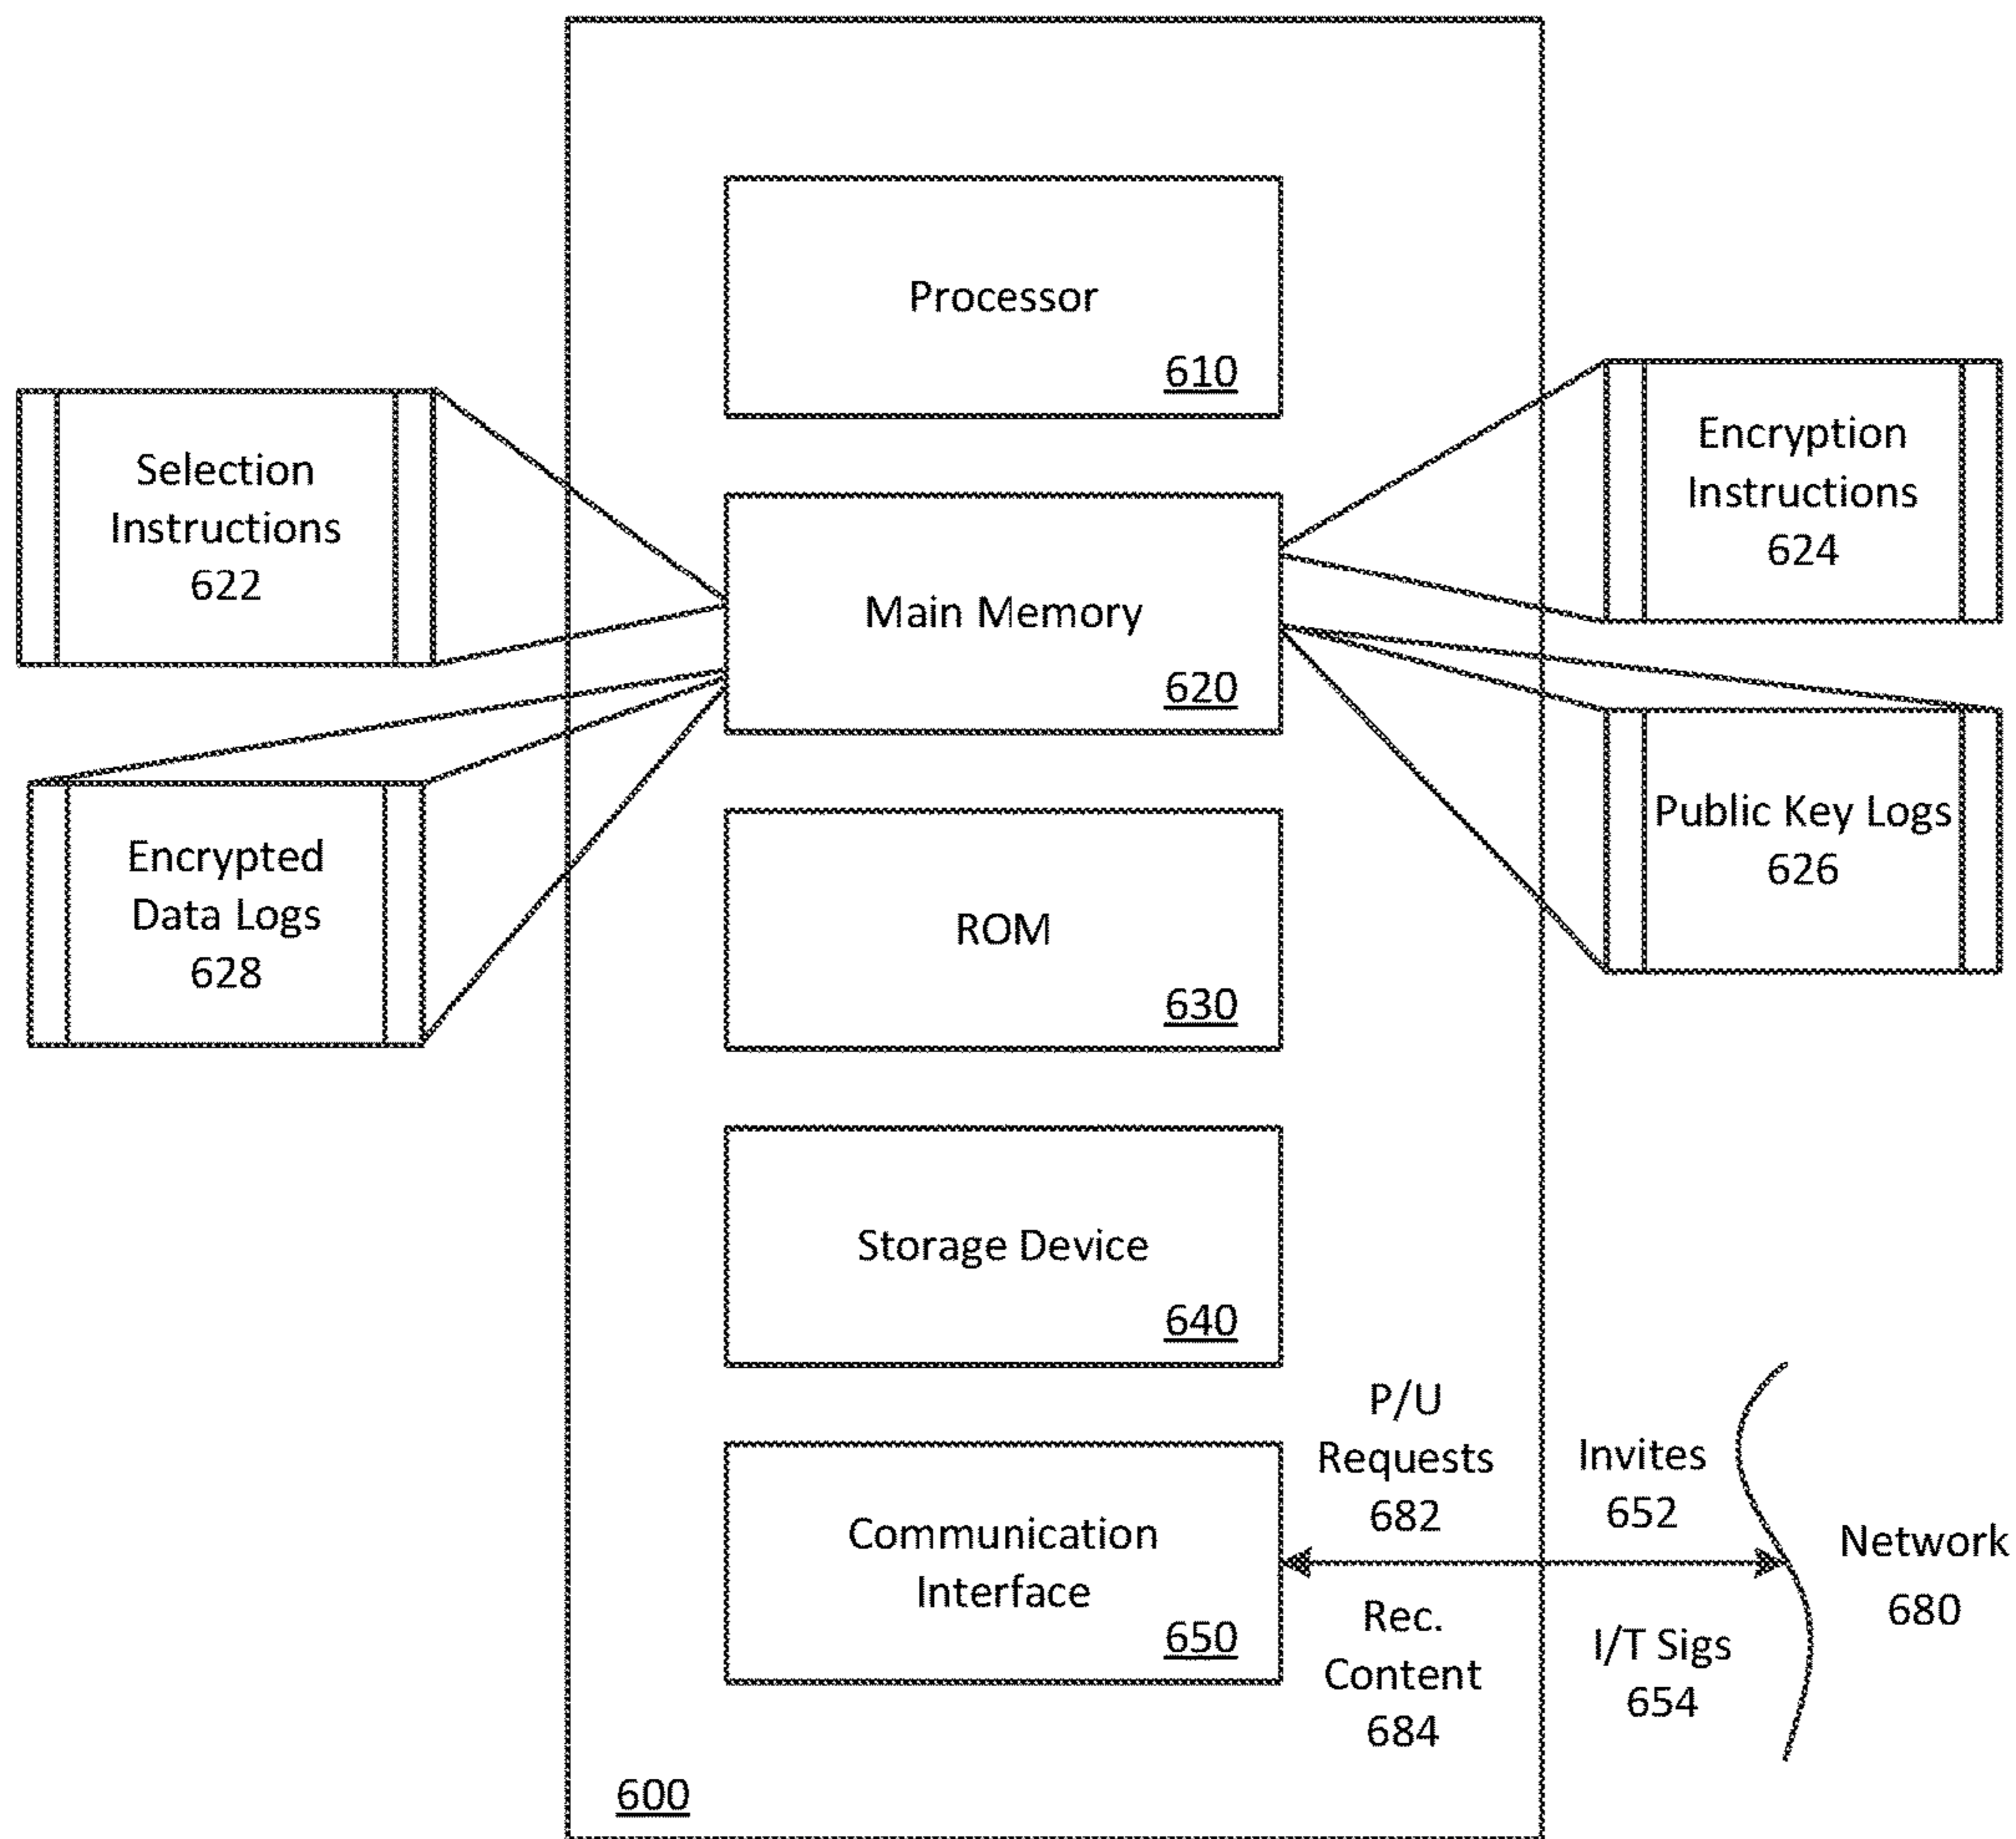 Processor
610
Selection
Instructions
622
Encryption
Instructions
624
Main Memory
620
Encrypted
Data Logs
628
Public Key Logs
626
ROM
630
Storage Device
640
Communication
Interface
650
P/U
Requests
682
Invites
652
Rec.
Content
684
I/T Sigs
654
Network
680
600